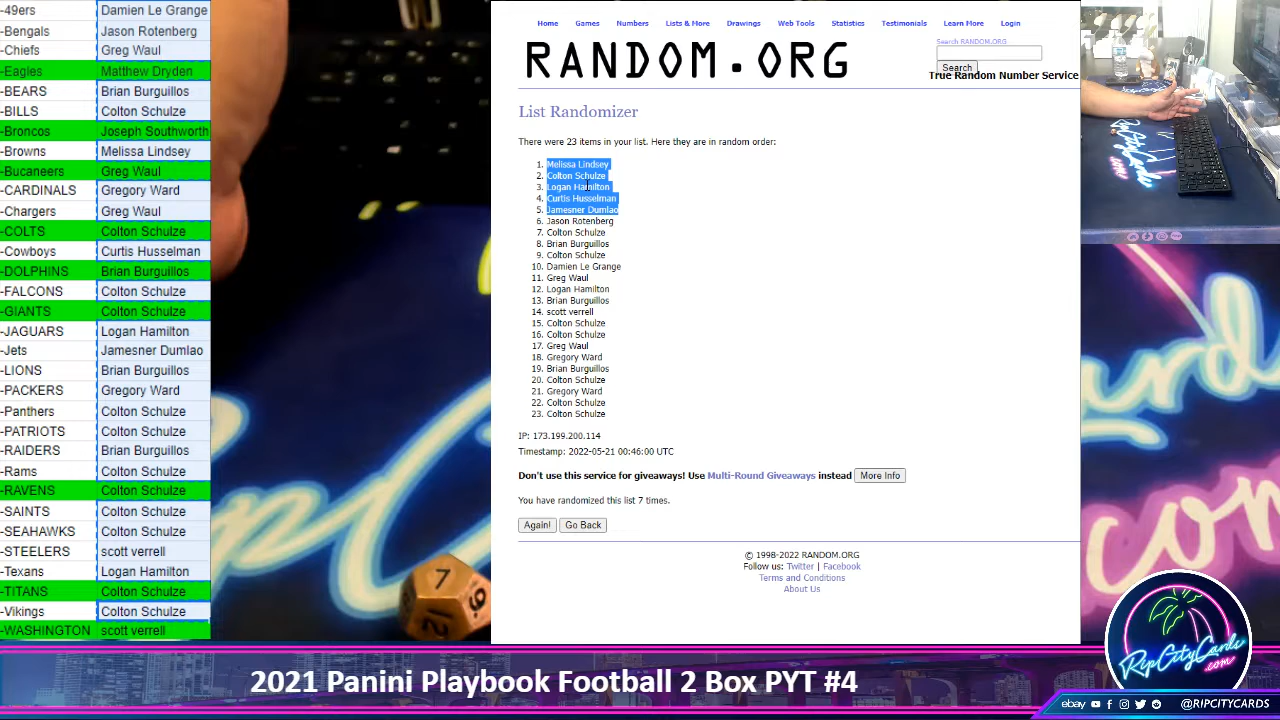 -49ers Damien Le Grange
-Bengals Jason Rotenberg
-Chiefs Greg Waul
-Eagles Matthew Dryden
-BEARS Brian Burguillos
-BILLS Colton Schulze
-Broncos Joseph Southworth
-Browns Melissa Lindsey
-Bucaneers Greg Waul
-CARDINALS Gregory Ward
-Chargers Greg Waul
-COLTS Colton Schulze
-Cowboys Curtis Husselman
-DOLPHINS Brian Burguillos
-FALCONS Colton Schulze
-GIANTS Colton Schulze
-JAGUARS Logan Hamilton
-Jets Jamesner Dumlao
-LIONS Brian Burguillos
-PACKERS Gregory Ward
-Panthers Colton Schulze
-PATRIOTS Colton Schulze
-RAIDERS Brian Burguillos
-Rams Colton Schulze
-RAVENS Colton Schulze
-SAINTS Colton Schulze
-SEAHAWKS Colton Schulze
-STEELERS scott verrell
-Texans Logan Hamilton
-TITANS Colton Schulze
-Vikings Colton Schulze
-WASHINGTON scott verrell
Home Games Numbers Lists & More Drawings Web Tools Statistics Testimonials Learn More Login
RANDOM.ORG
Search RANDOM.ORG
Search
True Random Number Service
List Randomizer
There were 23 items in your list. Here they are in random order:
1. Melissa Lindsey
2. Colton Schulze
3. Logan Hamilton
4. Curtis Husselman
5. Jamesner Dumlao
6. Jason Rotenberg
7. Colton Schulze
8. Brian Burguillos
9. Colton Schulze
10. Damien Le Grange
11. Greg Waul
12. Logan Hamilton
13. Brian Burguillos
14. scott verrell
15. Colton Schulze
16. Colton Schulze
17. Greg Waul
18. Gregory Ward
19. Brian Burguillos
20. Colton Schulze
21. Gregory Ward
22. Colton Schulze
23. Colton Schulze
IP: 173.199.200.114
Timestamp: 2022-05-21 00:46:00 UTC
Don't use this service for giveaways! Use Multi-Round Giveaways instead More Info
You have randomized this list 7 times.
Again! Go Back
© 1998-2022 RANDOM.ORG
Follow us: Twitter | Facebook
Terms and Conditions
About Us
7
RipCityCards
.com
2021 Panini Playbook Football 2 Box PYT #4
ebay @RIPCITYCARDS